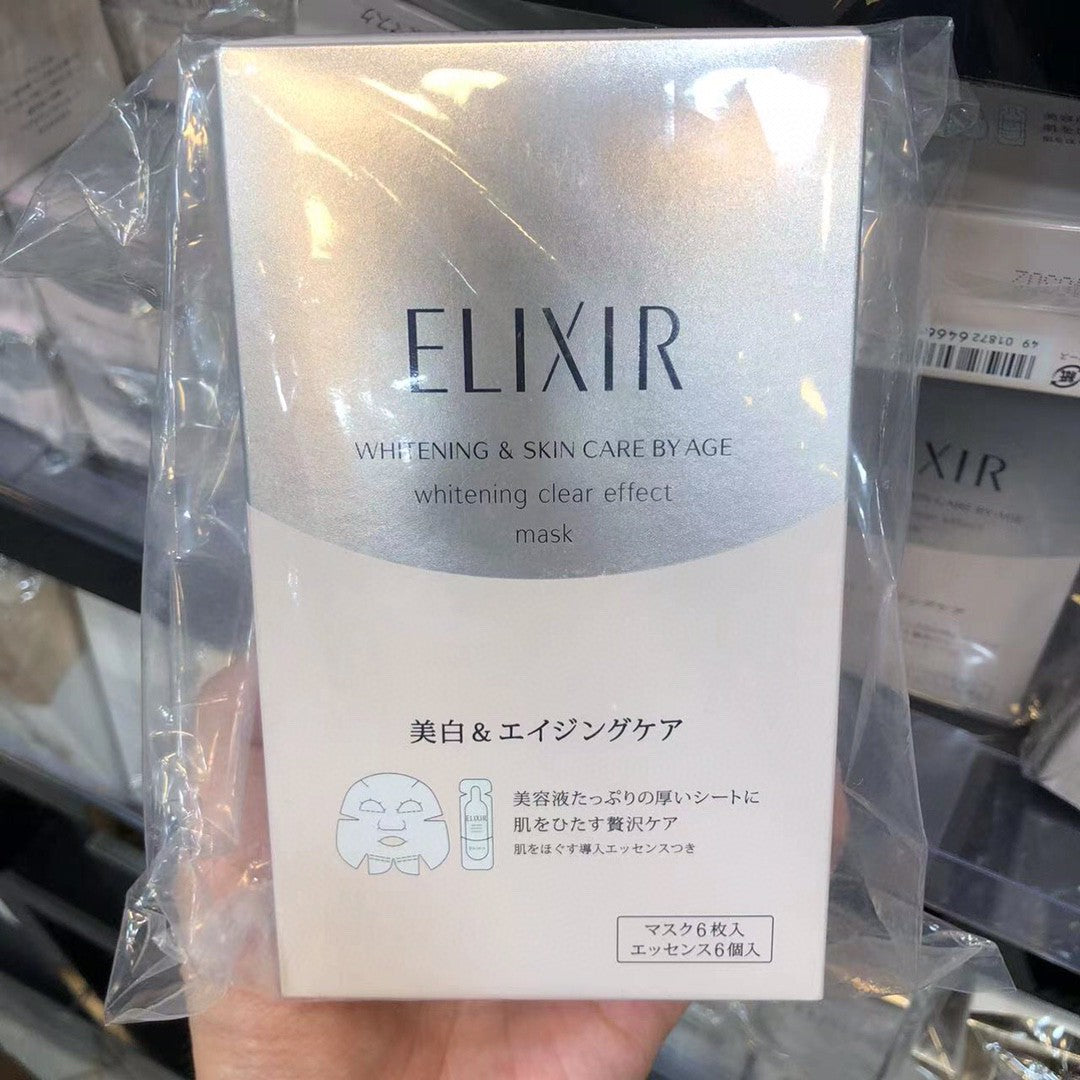 ELIXIR
WHITENING & SKIN CARE BY AGE
whitening clear effect
mask
美白&エイジングケア
ELIXIR
美容液たっぷりの厚いシートに
肌をひたす贅沢ケア
肌をほぐす導入エッセンスつき
マスク6枚入
エッセンス6個入
XIR